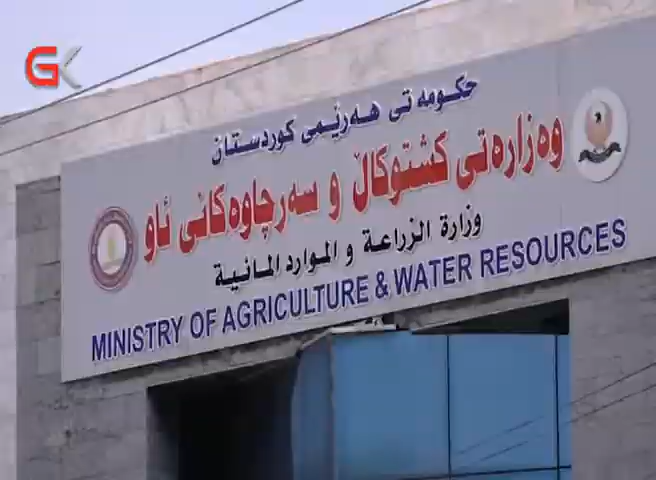 GK
حکومەتی هەرێمی کوردستان
وەزارەتی کشتوکاڵ و سەرچاوەکانی ئاو
وزارة الزراعة و الموارد المائية
MINISTRY OF AGRICULTURE & WATER RESOURCES